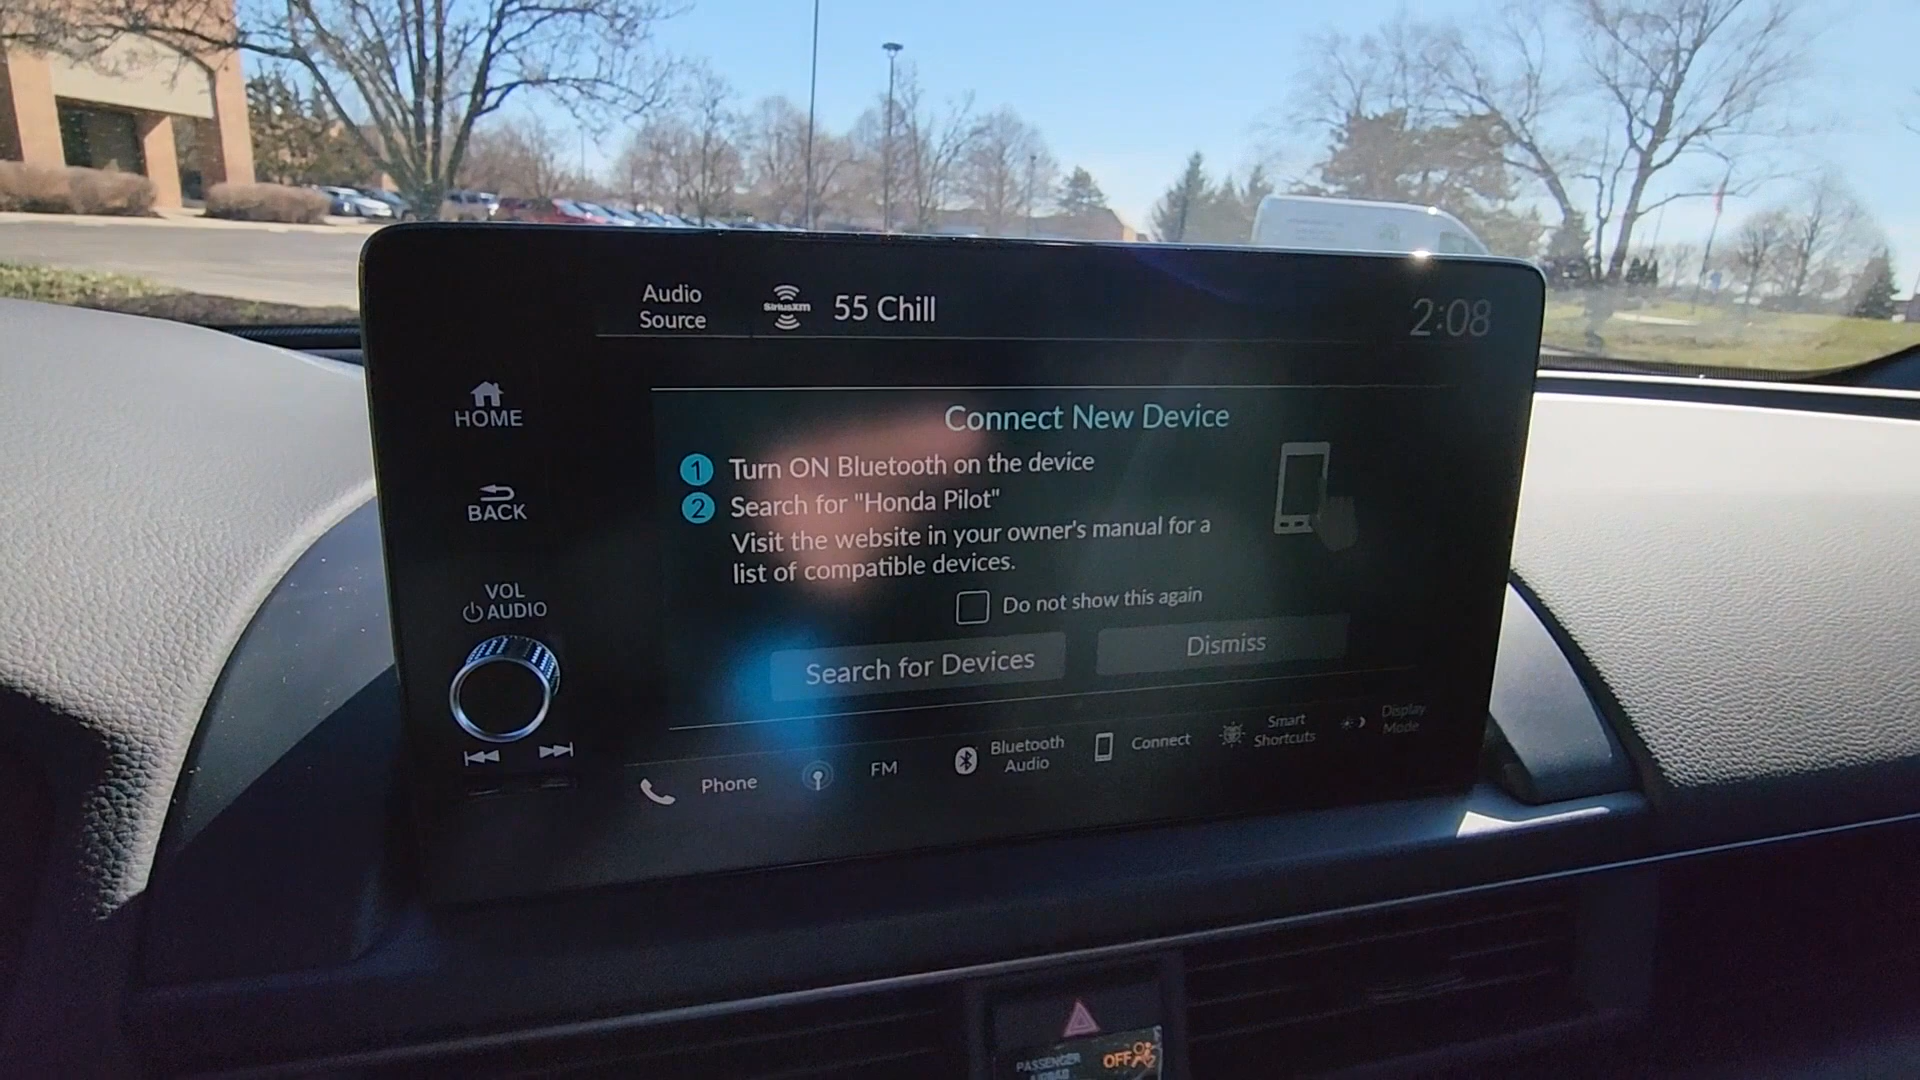 Audio
Source
SiriusXm
55 Chill
2:08
HOME
BACK
VOL
AUDIO
Connect New Device
1 Turn ON Bluetooth on the device
2 Search for "Honda Pilot"
Visit the website in your owner's manual for a
list of compatible devices.
Do not show this again
Search for Devices
Dismiss
Phone
FM
Bluetooth
Audio
Connect
Smart
Shortcuts
Display
Mode
PASSENGER
AIRBAG
OFF